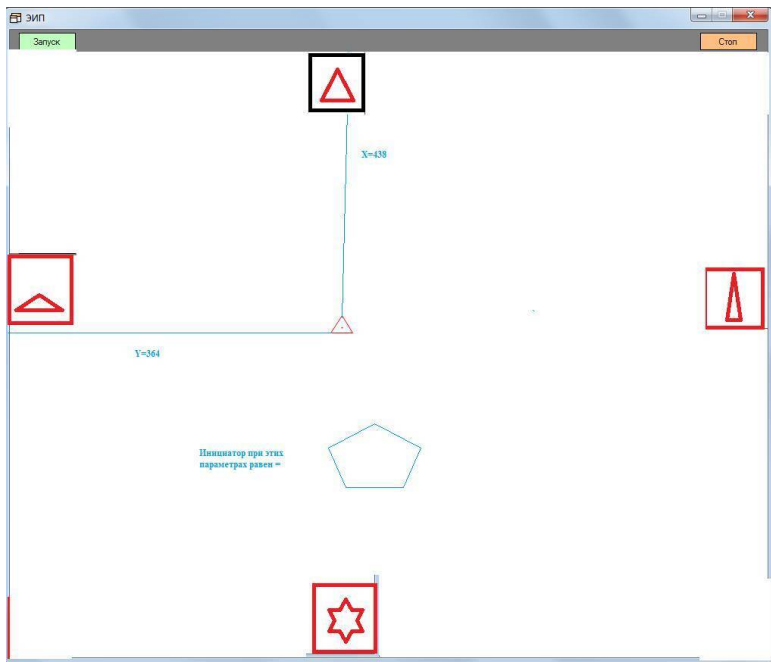 ЭИП
Запуск
Стоп
X=438
Y=364
Инициатор при этих
параметрах равен =